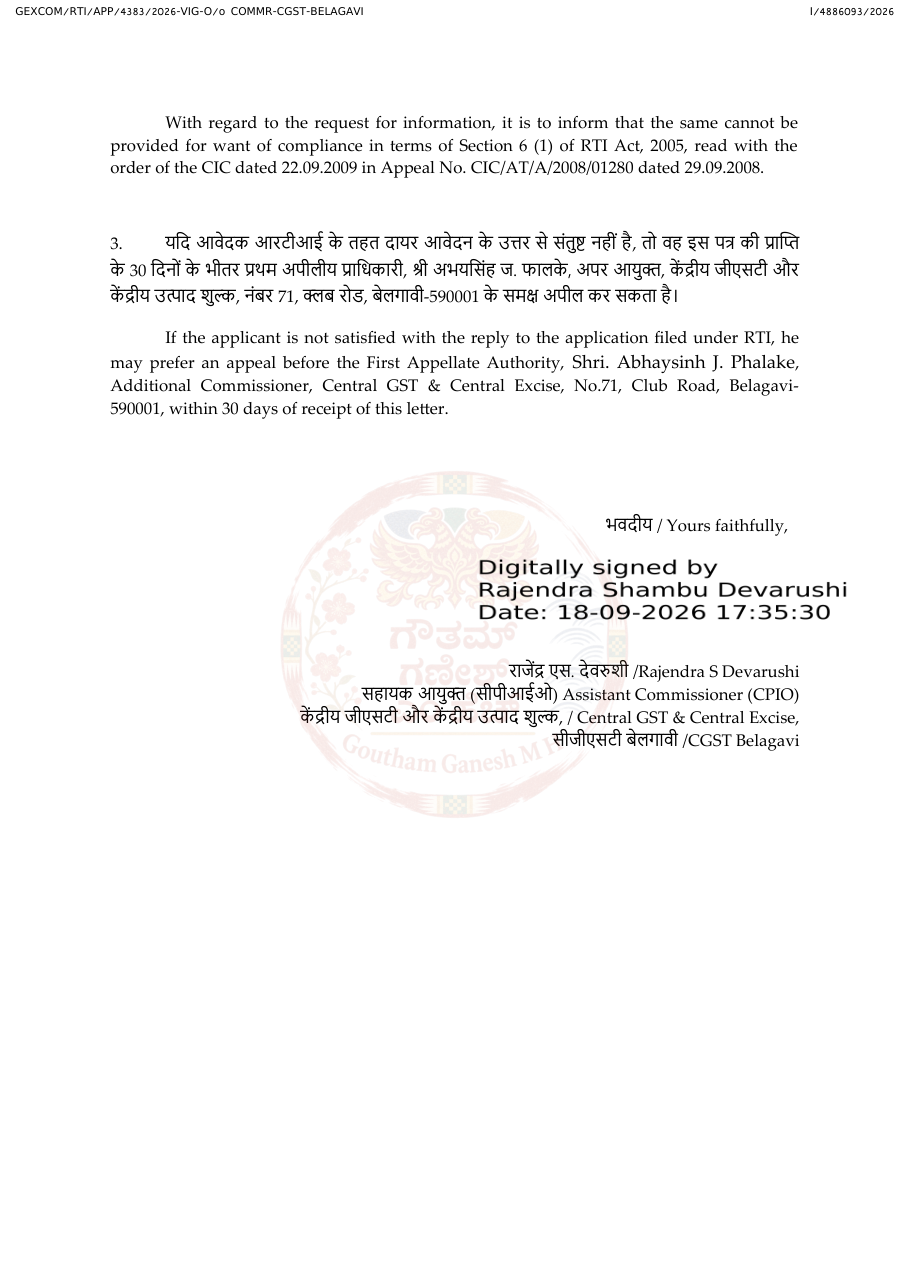 GEXCOM/RTI/APP/4383/2026-VIG-O/o COMMR-CGST-BELAGAVI
I/4886093/2026
With regard to the request for information, it is to inform that the same cannot be
provided for want of compliance in terms of Section 6 (1) of RTI Act, 2005, read with the
order of the CIC dated 22.09.2009 in Appeal No. CIC/AT/A/2008/01280 dated 29.09.2008.
3. यदि आवेदक आरटीआई के तहत दायर आवेदन के उत्तर से संतुष्ट नहीं है, तो वह इस पत्र की प्राप्ति
के 30 दिनों के भीतर प्रथम अपीलीय प्राधिकारी, श्री अभयसिंह ज. फालके, अपर आयुक्त, केंद्रीय जीएसटी और
केंद्रीय उत्पाद शुल्क, नंबर 71, क्लब रोड, बेलगावी-590001 के समक्ष अपील कर सकता है।
If the applicant is not satisfied with the reply to the application filed under RTI, he
may prefer an appeal before the First Appellate Authority, Shri. Abhaysinh J. Phalake,
Additional Commissioner, Central GST & Central Excise, No.71, Club Road, Belagavi-
590001, within 30 days of receipt of this letter.
भवदीय / Yours faithfully,
Digitally signed by
Rajendra Shambu Devarushi
Date: 18-09-2026 17:35:30
ಗೌತಮ್
ಗಣೇಶ್
राजेंद्र एस. देवरुशी /Rajendra S Devarushi
सहायक आयुक्त (सीपीआईओ) Assistant Commissioner (CPIO)
केंद्रीय जीएसटी और केंद्रीय उत्पाद शुल्क, / Central GST & Central Excise,
सीजीएसटी बेलगावी /CGST Belagavi
Goutham Ganesh M